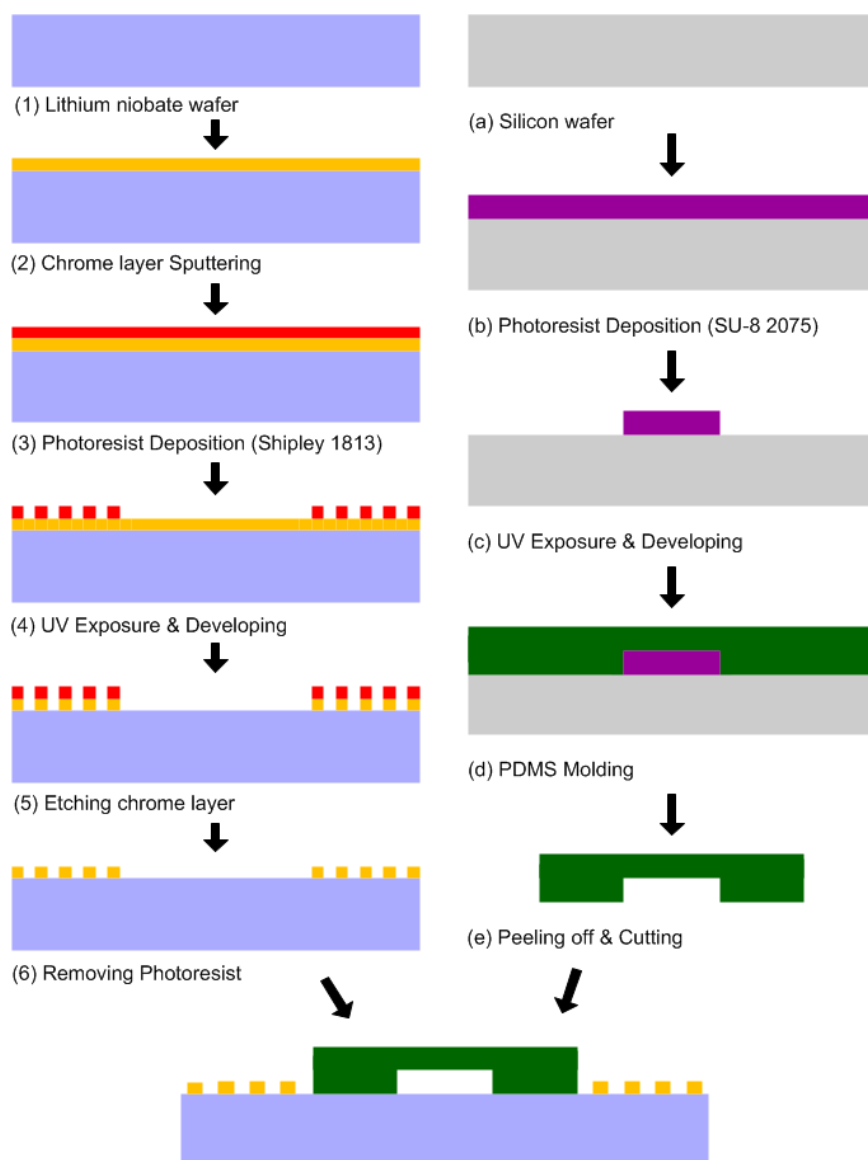 (1) Lithium niobate wafer
(2) Chrome layer Sputtering
(3) Photoresist Deposition (Shipley 1813)
(4) UV Exposure & Developing
(5) Etching chrome layer
(6) Removing Photoresist
(a) Silicon wafer
(b) Photoresist Deposition (SU-8 2075)
(c) UV Exposure & Developing
(d) PDMS Molding
(e) Peeling off & Cutting